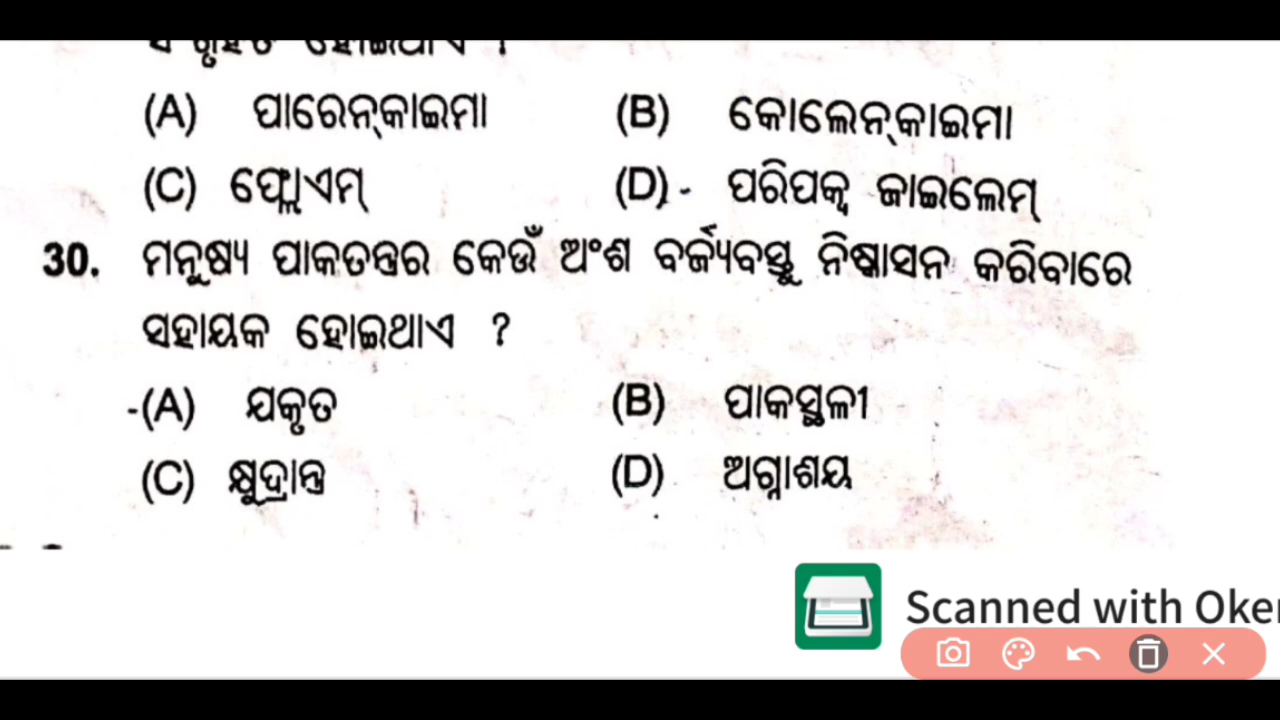 (A) ପାରେନ୍‌କାଇମା (B) କୋଲେନ୍‌କାଇମା
(C) ଫ୍ଲୋଏମ୍ (D) - ପରିପକ୍ୱ ଜାଇଲେମ୍
30. ମନୁଷ୍ୟ ପାକତନ୍ତ୍ରର କେଉଁ ଅଂଶ ବର୍ଜ୍ୟବସ୍ତୁ ନିଷ୍କାସନ କରିବାରେ
ସହାୟକ ହୋଇଥାଏ ?
-(A) ଯକୃତ (B) ପାକସ୍ଥଳୀ
(C) କ୍ଷୁଦ୍ରାନ୍ତ୍ର (D) ଅଗ୍ନାଶୟ
Scanned with